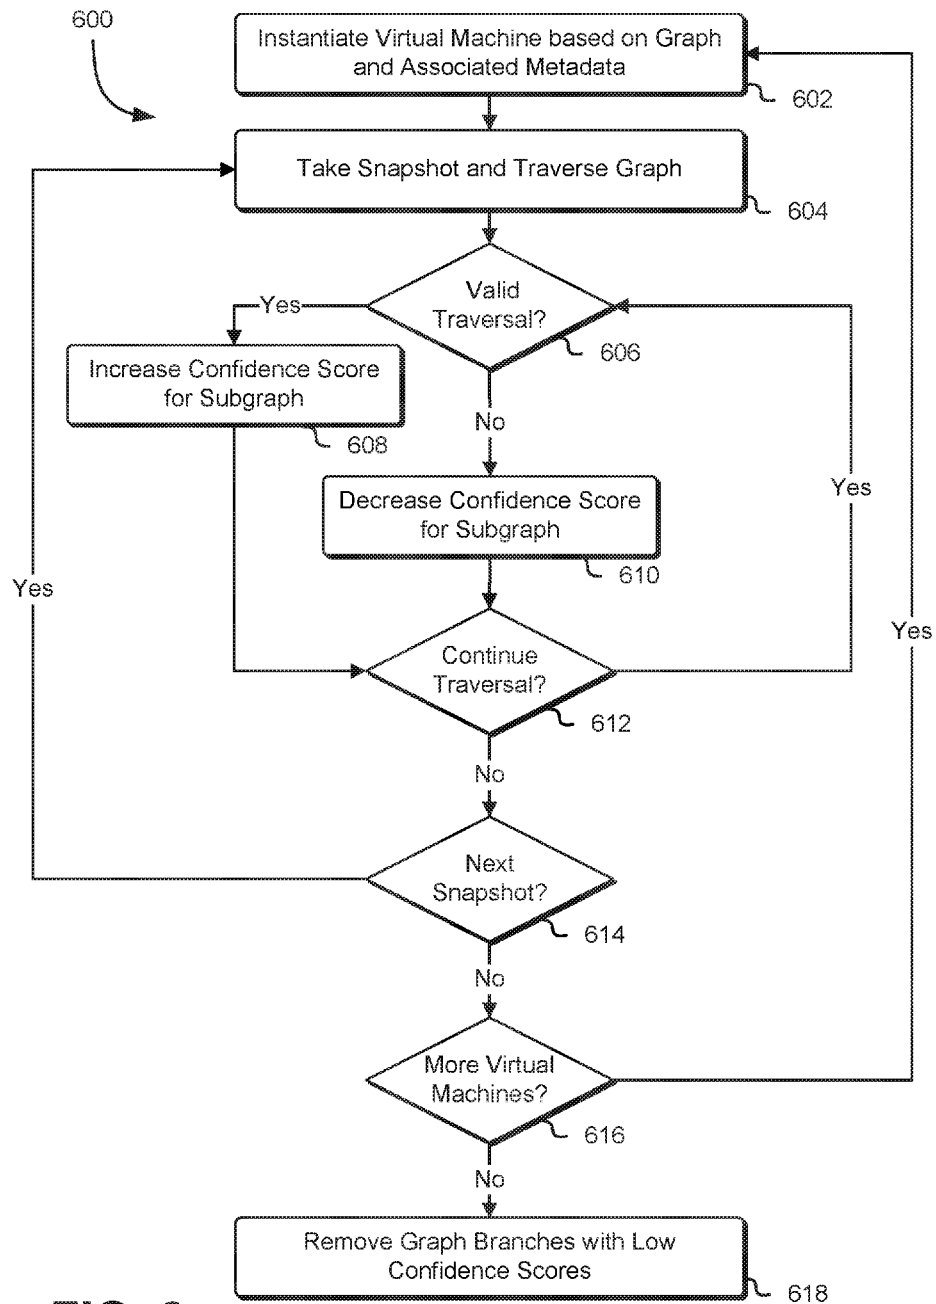 600
Instantiate Virtual Machine based on Graph
and Associated Metadata
602
Take Snapshot and Traverse Graph
604
Valid
Traversal?
606
Yes
Increase Confidence Score
for Subgraph
608
No
Decrease Confidence Score
for Subgraph
610
Yes
Yes
Continue
Traversal?
612
Yes
No
Next
Snapshot?
614
No
More Virtual
Machines?
616
No
Remove Graph Branches with Low
Confidence Scores
618